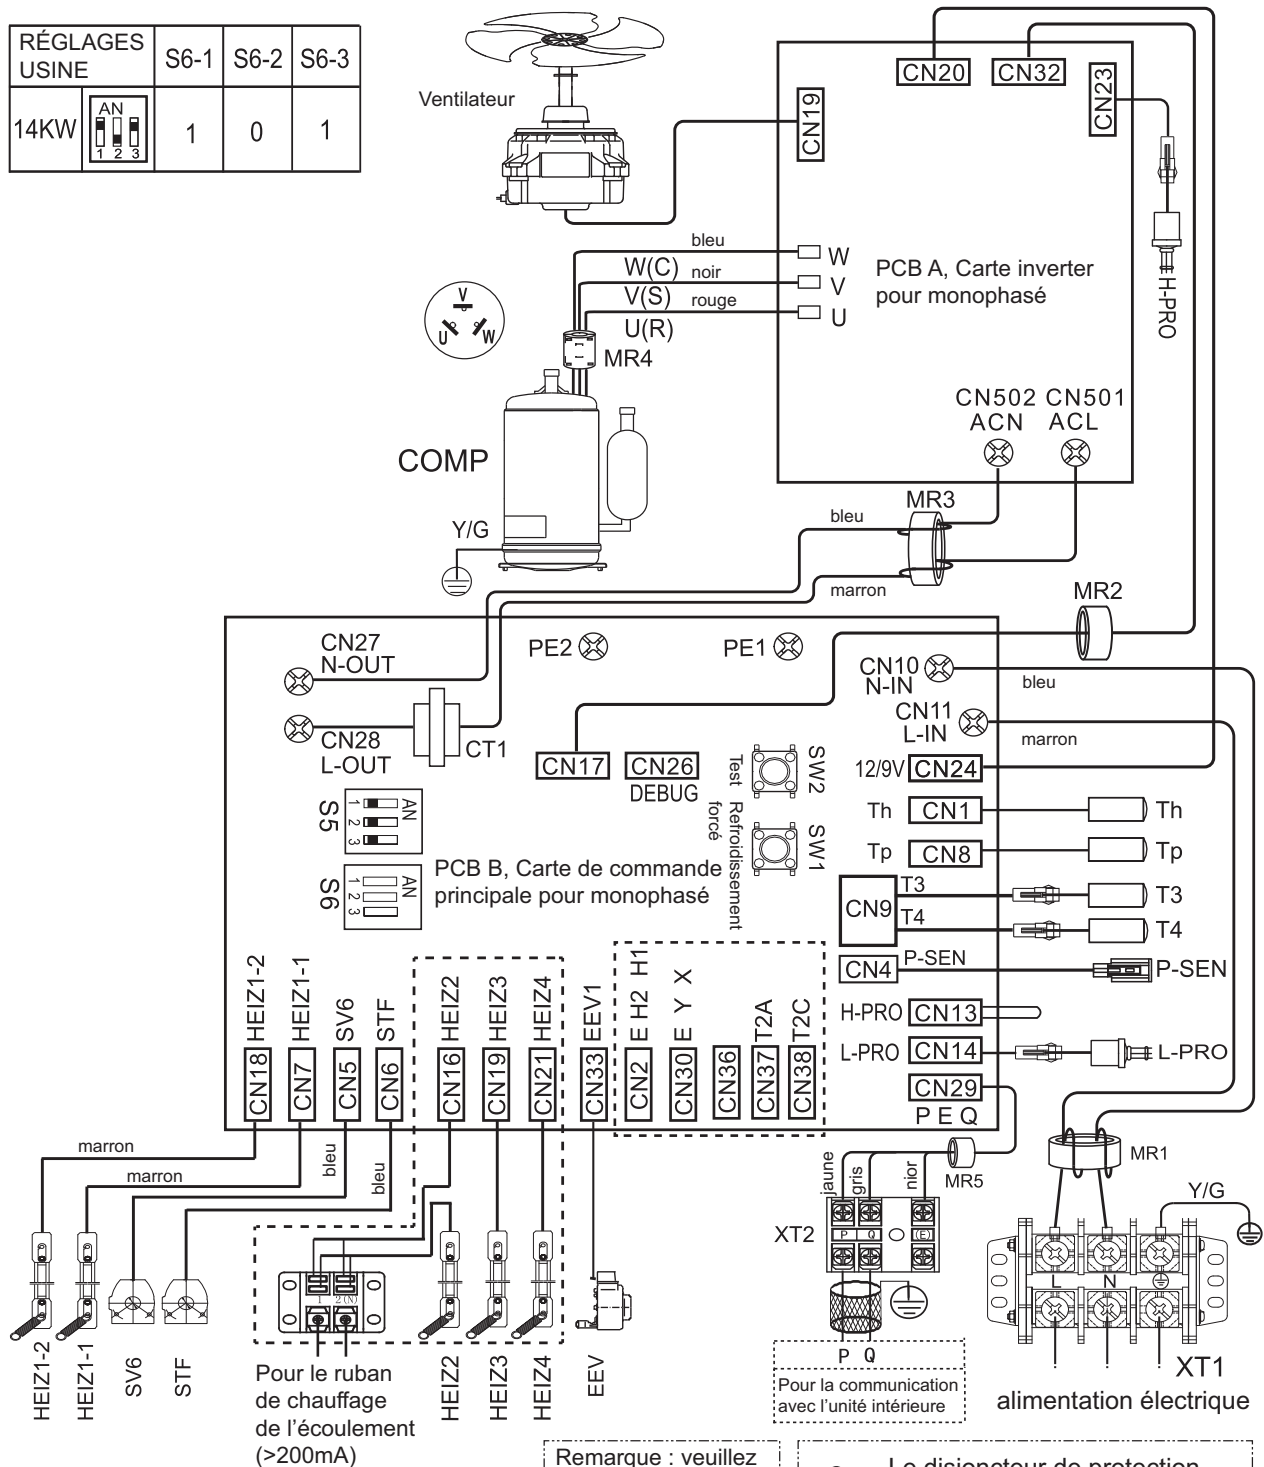 RÉGLAGES
USINE
S6-1
S6-2
S6-3
14KW
AN
1 2 3
1
0
1
Ventilateur
CN20
CN32
CN23
CN19
H-PRO
bleu
W(C)
noir
V(S)
rouge
U(R)
W
V
U
PCB A, Carte inverter
pour monophasé
V
U
W
MR4
COMP
Y/G
CN502
ACN
CN501
ACL
MR3
bleu
marron
MR2
CN27
N-OUT
PE2
PE1
CN10
N-IN
bleu
CN28
L-OUT
CT1
CN11
L-IN
marron
CN17
CN26
DEBUG
Test
SW2
12/9V
CN24
Refroidissement
forcé
SW1
S5
AN
1
2
3
S6
AN
1
2
3
PCB B, Carte de commande
principale pour monophasé
Th
CN1
Th
Tp
CN8
Tp
CN9
T3
T3
T4
T4
CN4
P-SEN
P-SEN
H-PRO
CN13
L-PRO
CN14
L-PRO
CN29
P E Q
HEIZ1-2
CN18
HEIZ1-1
CN7
SV6
CN5
STF
CN6
HEIZ2
CN16
HEIZ3
CN19
HEIZ4
CN21
EEV1
CN33
E H2 H1
CN2
E Y X
CN30
CN36
T2A
CN37
T2C
CN38
marron
marron
bleu
bleu
jaune
gris
nior
MR5
MR1
Y/G
XT2
P
Q
(E)
L
N
XT1
alimentation électrique
P Q
Pour la communication
avec l'unité intérieure
2(N)
HEIZ1-2
HEIZ1-1
SV6
STF
Pour le ruban
de chauffage
de l'écoulement
(>200mA)
HEIZ2
HEIZ3
HEIZ4
EEV
Remarque : veuillez
Le disjoncteur de protection